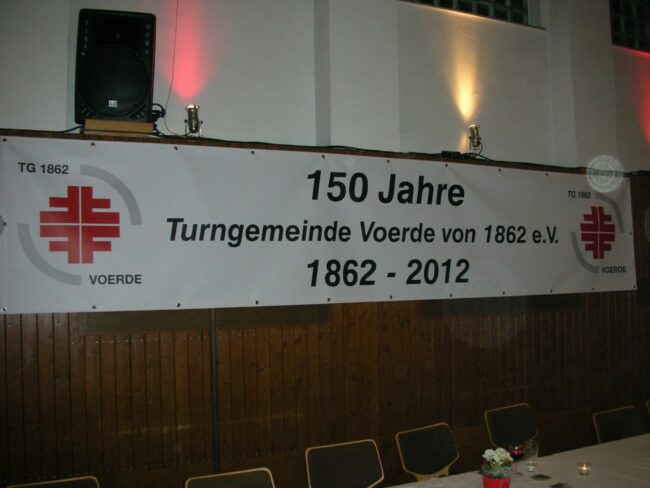 TG 1862
VOERDE
150 Jahre
Turngemeinde Voerde von 1862 e.V.
1862 - 2012
TG 1862
VOERDE